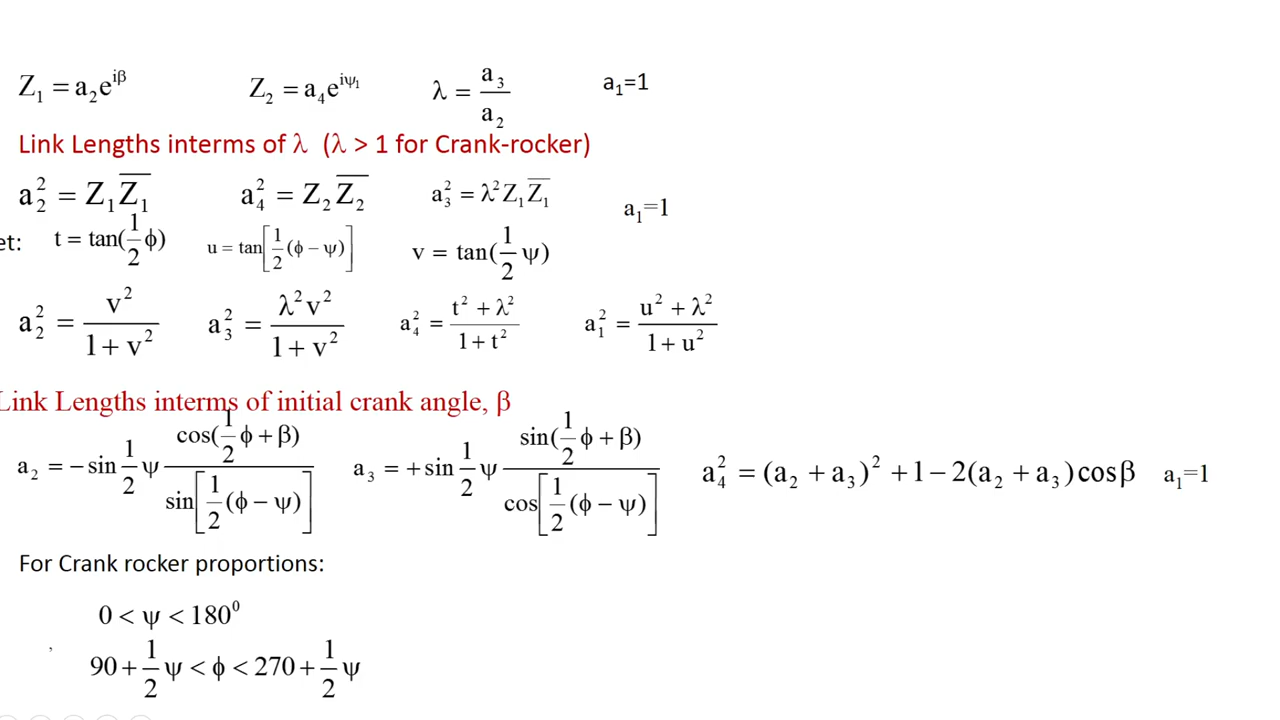 Z₁ = a₂e^{iβ}   Z₂ = a₄e^{iψ₁}   λ = a₃/a₂   a₁=1
Link Lengths interms of λ (λ > 1 for Crank-rocker)
a₂² = Z₁Z̅₁   a₄² = Z₂Z̅₂   a₃² = λ²Z₁Z̅₁   a₁=1
et: t = tan(½φ)   u = tan[½(φ − ψ)]   v = tan(½ψ)
a₂² = v²/(1 + v²)   a₃² = λ²v²/(1 + v²)   a₄² = (t² + λ²)/(1 + t²)   a₁² = (u² + λ²)/(1 + u²)
Link Lengths interms of initial crank angle, β
a₂ = − sin ½ψ cos(½φ + β)/sin[½(φ − ψ)]   a₃ = + sin ½ψ sin(½φ + β)/cos[½(φ − ψ)]   a₄² = (a₂ + a₃)² + 1 − 2(a₂ + a₃)cosβ   a₁=1
For Crank rocker proportions:
0 < ψ < 180⁰
90 + ½ψ < φ < 270 + ½ψ